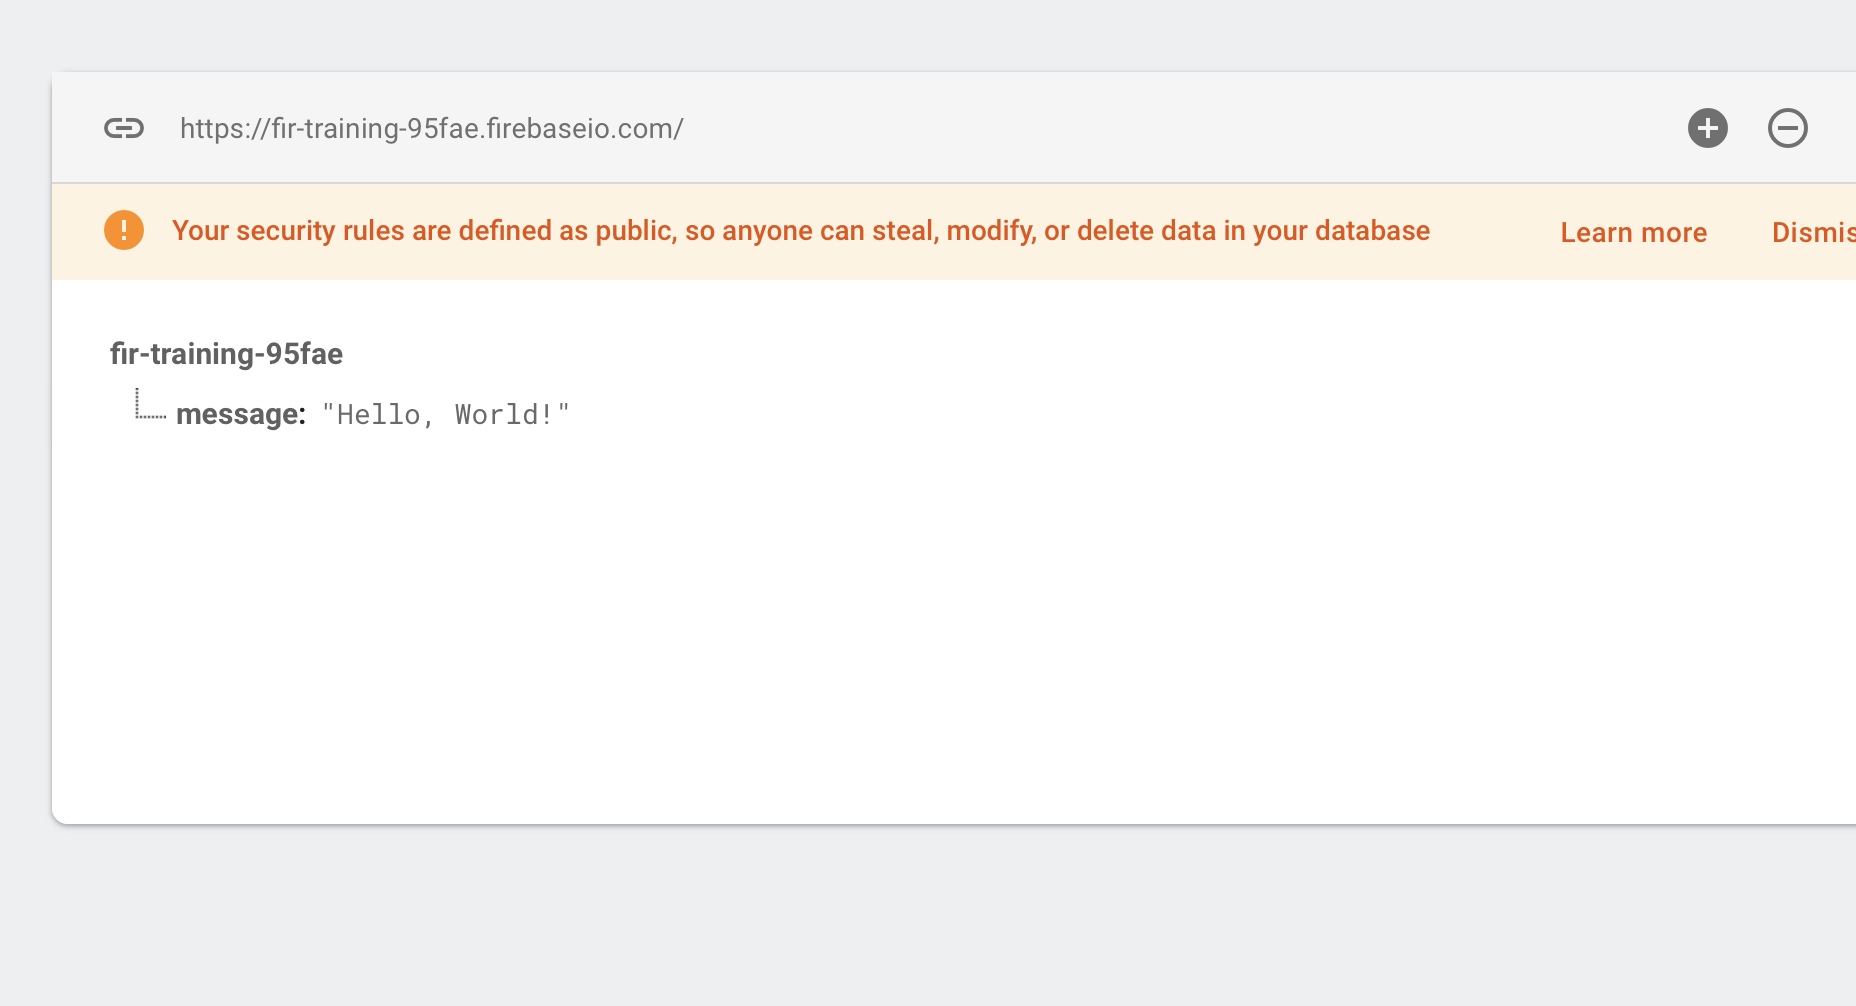 https://fir-training-95fae.firebaseio.com/
Your security rules are defined as public, so anyone can steal, modify, or delete data in your database Learn more Dismis
fir-training-95fae
message: "Hello, World!"